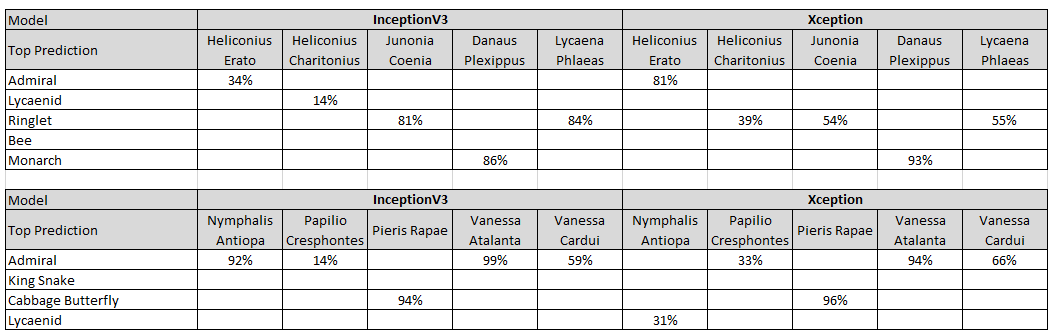 Model InceptionV3 Xception
Top Prediction Heliconius Erato Heliconius Charitonius Junonia Coenia Danaus Plexippus Lycaena Phlaeas Heliconius Erato Heliconius Charitonius Junonia Coenia Danaus Plexippus Lycaena Phlaeas
Admiral 34% 81%
Lycaenid 14%
Ringlet 81% 84% 39% 54% 55%
Bee
Monarch 86% 93%
Model InceptionV3 Xception
Top Prediction Nymphalis Antiopa Papilio Cresphontes Pieris Rapae Vanessa Atalanta Vanessa Cardui Nymphalis Antiopa Papilio Cresphontes Pieris Rapae Vanessa Atalanta Vanessa Cardui
Admiral 92% 14% 99% 59% 33% 94% 66%
King Snake
Cabbage Butterfly 94% 96%
Lycaenid 31%